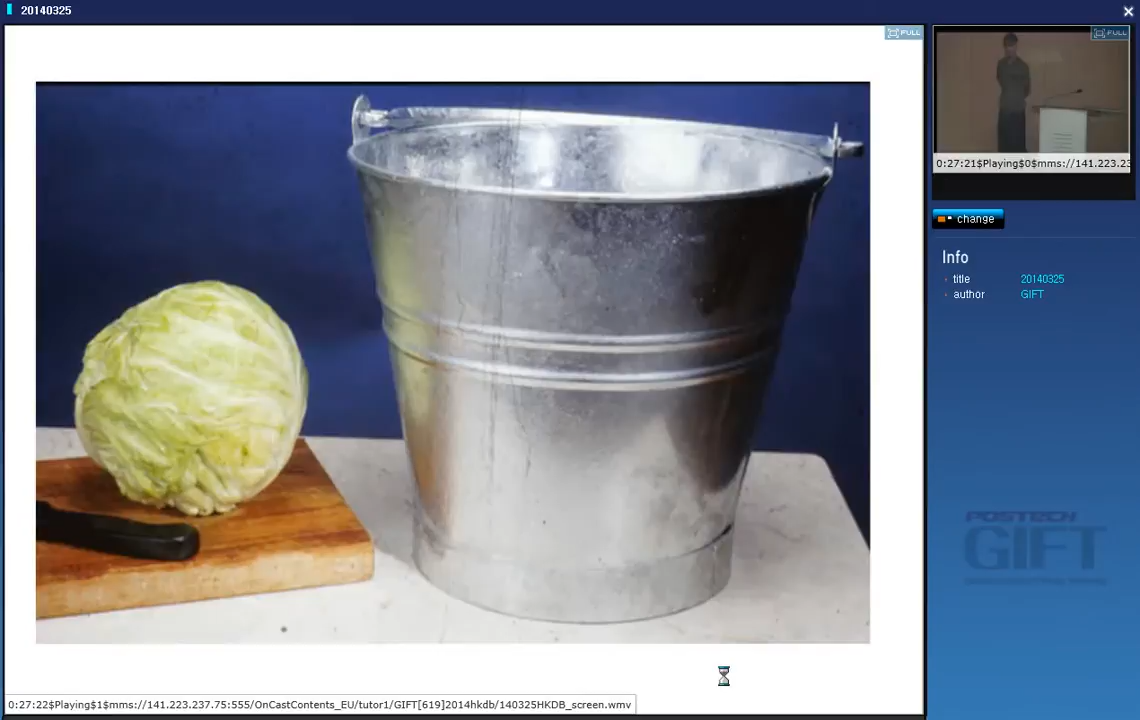 20140325
FULL
FULL
0:27:21$Playing$0$mms://141.223.23
change
Info
title 20140325
author GIFT
POSTECH
GIFT
0:27:22$Playing$1$mms://141.223.237.75:555/OnCastContents_EU/tutor1/GIFT[619]2014hkdb/140325HKDB_screen.wmv